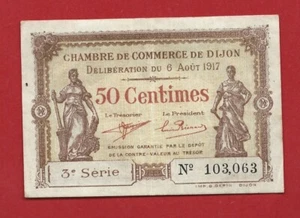 CHAMBRE DE COMMERCE DE DIJON
DÉLIBÉRATION DU 6 AOÛT 1917
50 Centimes
Le Trésorier Le Président
ÉMISSION GARANTIE PAR LE DÉPÔT
DE LA CONTRE-VALEUR AU TRÉSOR
3e Série
Nº 103,063
DIJON